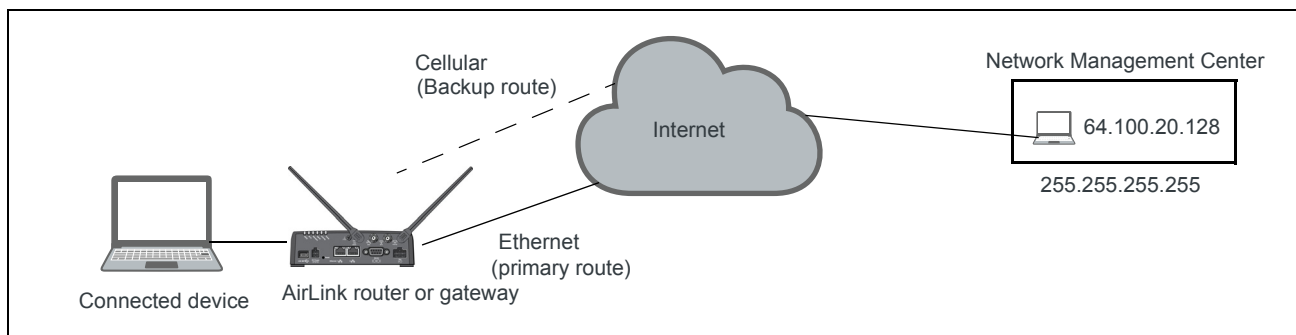 Cellular
(Backup route)
Internet
Network Management Center
64.100.20.128
255.255.255.255
Ethernet
(primary route)
Connected device
AirLink router or gateway